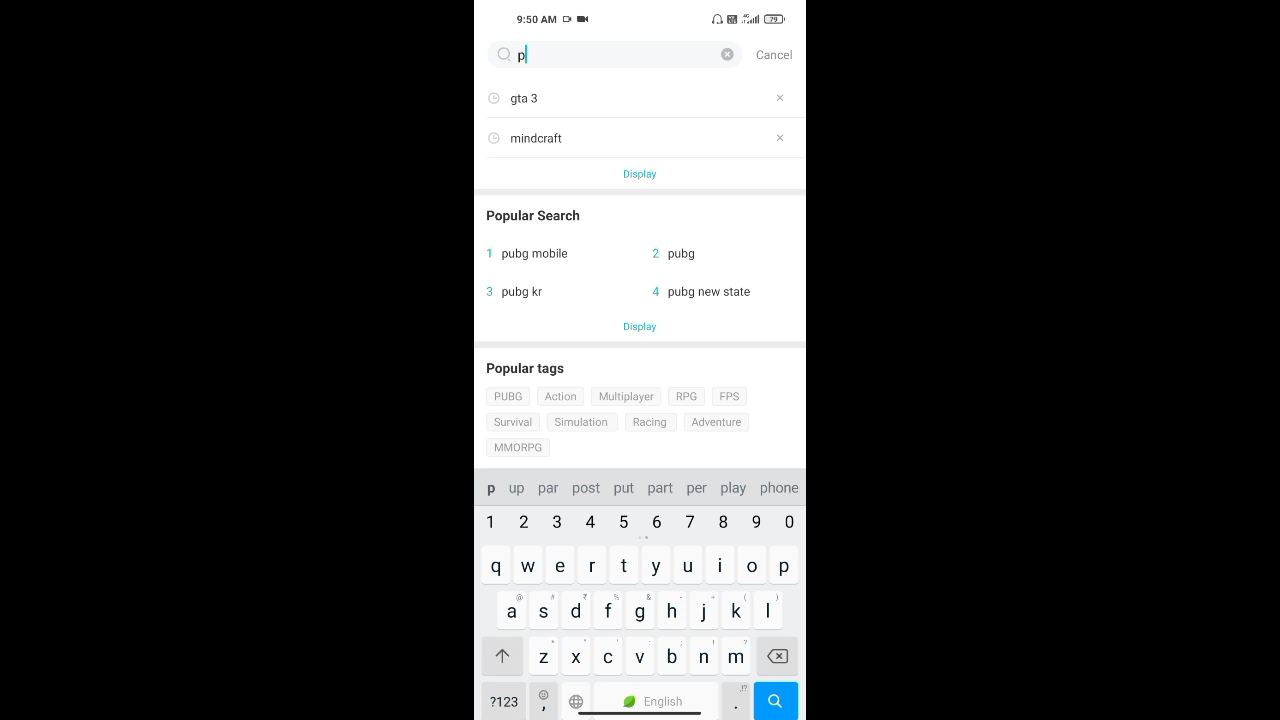 9:50 AM 4G 79
p
Cancel
gta 3
mindcraft
Display
Popular Search
1 pubg mobile 2 pubg
3 pubg kr 4 pubg new state
Display
Popular tags
PUBG Action Multiplayer RPG FPS
Survival Simulation Racing Adventure
MMORPG
p up par post put part per play phone
1 2 3 4 5 6 7 8 9 0
q w e r t y u i o p
@ # ₹ % & - + ( )
a s d f g h j k l
z x c v b n m
?123 , English . ,!?